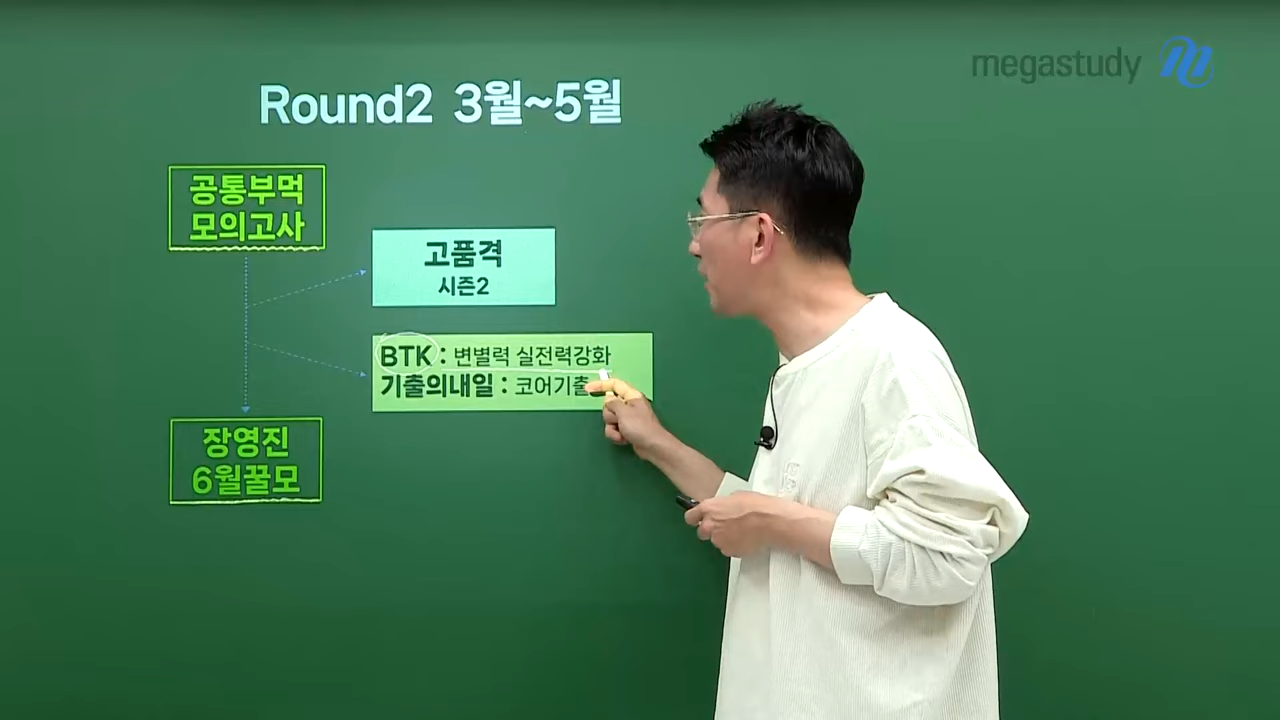 megastudy
Round2 3월~5월
공통부먹
모의고사
고품격
시즌2
BTK : 변별력 실전력강화
기출의내일 : 코어기출
장영진
6월꿀모